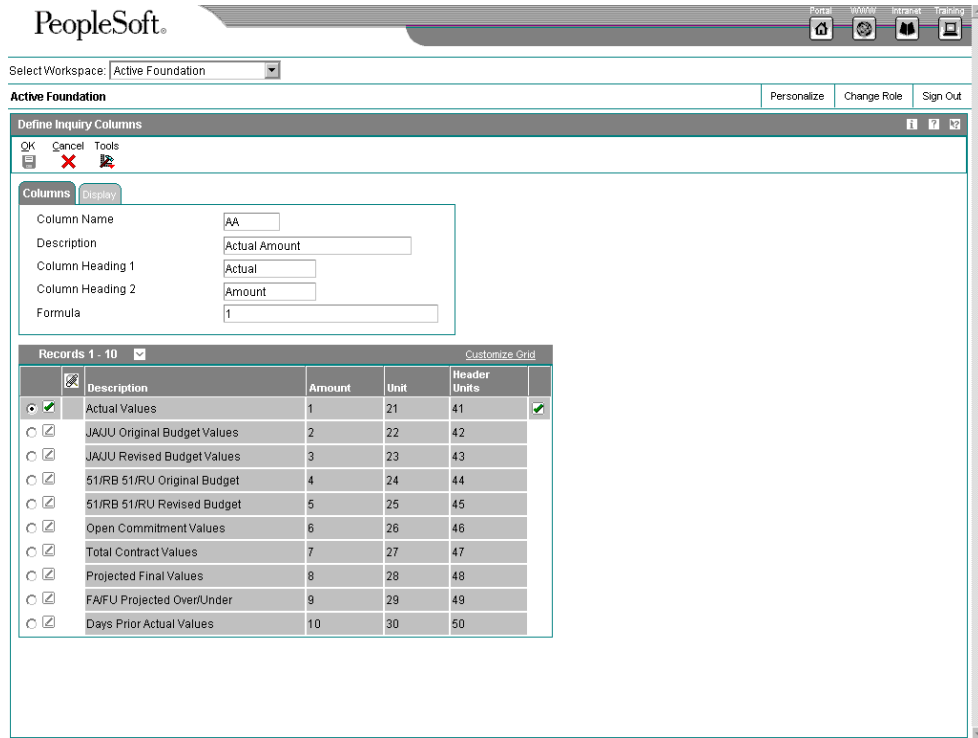 PeopleSoft®
Portal WWW Intranet Training
Select Workspace: Active Foundation
Active Foundation Personalize Change Role Sign Out
Define Inquiry Columns
OK Cancel Tools
Columns Display
Column Name AA
Description Actual Amount
Column Heading 1 Actual
Column Heading 2 Amount
Formula 1
Records 1 - 10 Customize Grid
Description Amount Unit Header Units
Actual Values 1 21 41
JA/JU Original Budget Values 2 22 42
JA/JU Revised Budget Values 3 23 43
51/RB 51/RU Original Budget 4 24 44
51/RB 51/RU Revised Budget 5 25 45
Open Commitment Values 6 26 46
Total Contract Values 7 27 47
Projected Final Values 8 28 48
FA/FU Projected Over/Under 9 29 49
Days Prior Actual Values 10 30 50